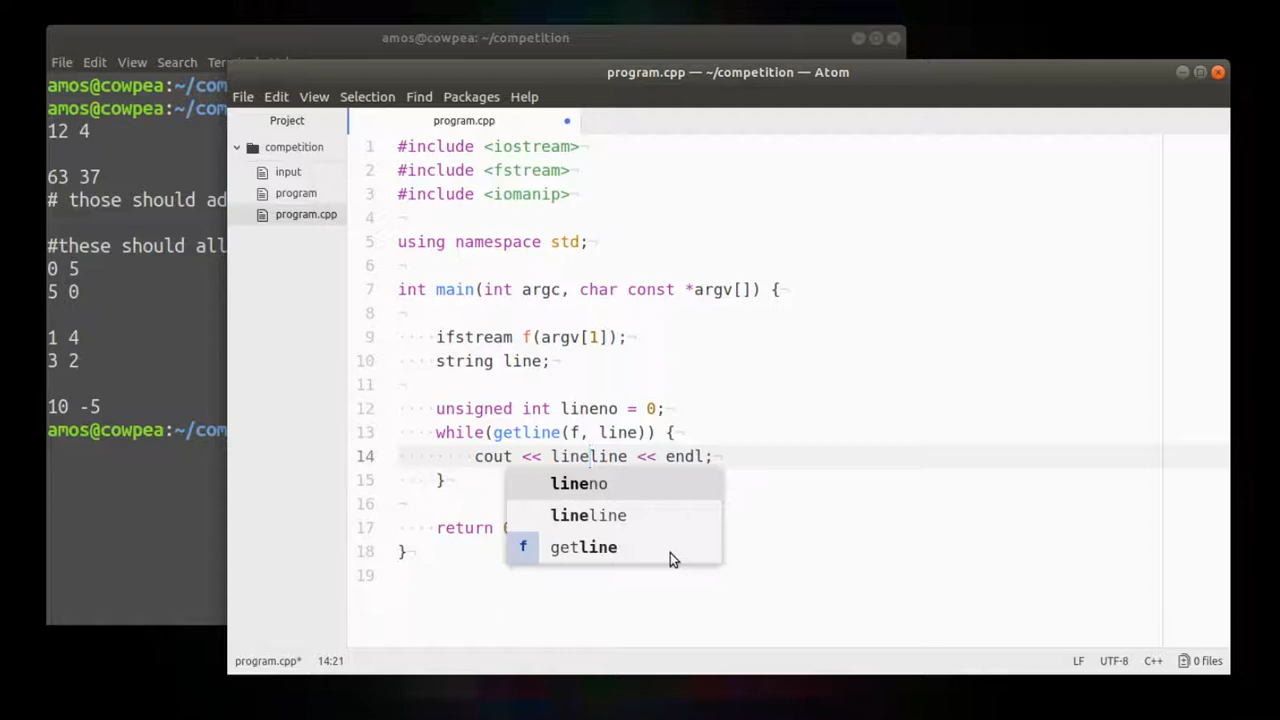 amos@cowpea: ~/competition
File Edit View Search
amos@cowpea:~/com
amos@cowpea:~/com
12 4
63 37
# those should ad
#these should all
0 5
5 0
1 4
3 2
10 -5
amos@cowpea:~/com
program.cpp — ~/competition — Atom
File Edit View Selection Find Packages Help
Project
competition
input
program
program.cpp
program.cpp
1 #include <iostream>¬
2 #include <fstream>¬
3 #include <iomanip>¬
4 ¬
5 using namespace std;¬
6 ¬
7 int main(int argc, char const *argv[]) {¬
8 ¬
9 ····ifstream f(argv[1]);¬
10 ····string line;¬
11 ¬
12 ····unsigned int lineno = 0;¬
13 ····while(getline(f, line)) {¬
14 ········cout << lineline << endl;¬
15 ····}¬
16 ¬
17 ····return
18 }¬
19
lineno
lineline
f getline
program.cpp* 14:21 LF UTF-8 C++ 0 files